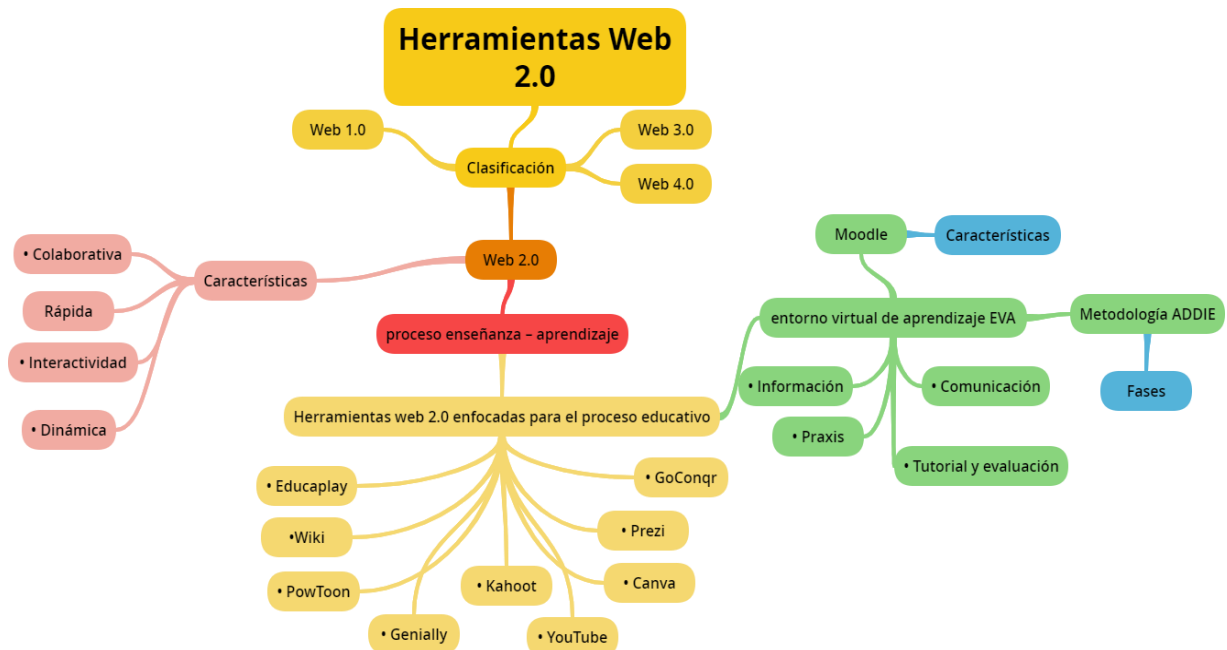 Herramientas Web
2.0
Web 1.0
Web 3.0
Clasificación
Web 4.0
Web 2.0
Características
• Colaborativa
Rápida
• Interactividad
• Dinámica
proceso enseñanza – aprendizaje
Herramientas web 2.0 enfocadas para el proceso educativo
• Educaplay
•Wiki
• PowToon
• Genially
• Kahoot
• YouTube
• Canva
• Prezi
• GoConqr
Moodle
Características
entorno virtual de aprendizaje EVA
Metodología ADDIE
Fases
• Información
• Comunicación
• Praxis
• Tutorial y evaluación